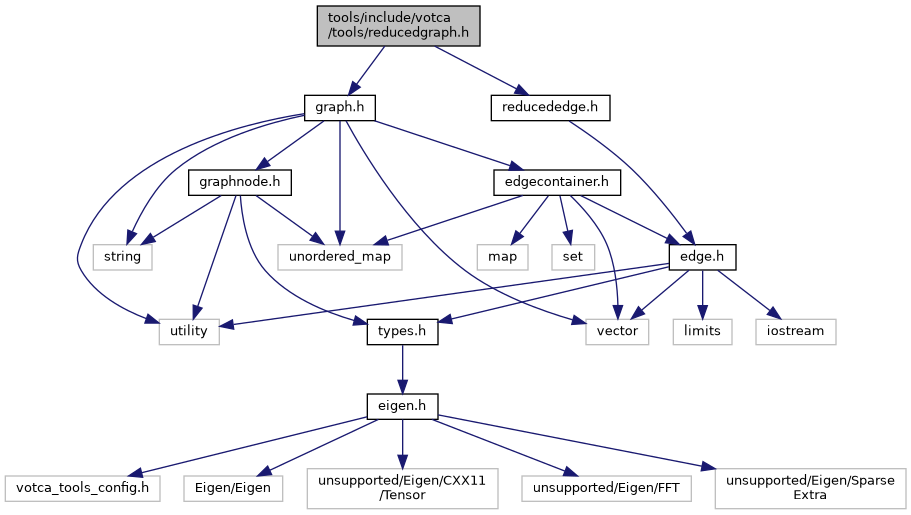 tools/include/votca
/tools/reducedgraph.h
graph.h
reducededge.h
graphnode.h
edgecontainer.h
string
unordered_map
map
set
edge.h
utility
types.h
vector
limits
iostream
eigen.h
votca_tools_config.h
Eigen/Eigen
unsupported/Eigen/CXX11
/Tensor
unsupported/Eigen/FFT
unsupported/Eigen/Sparse
Extra